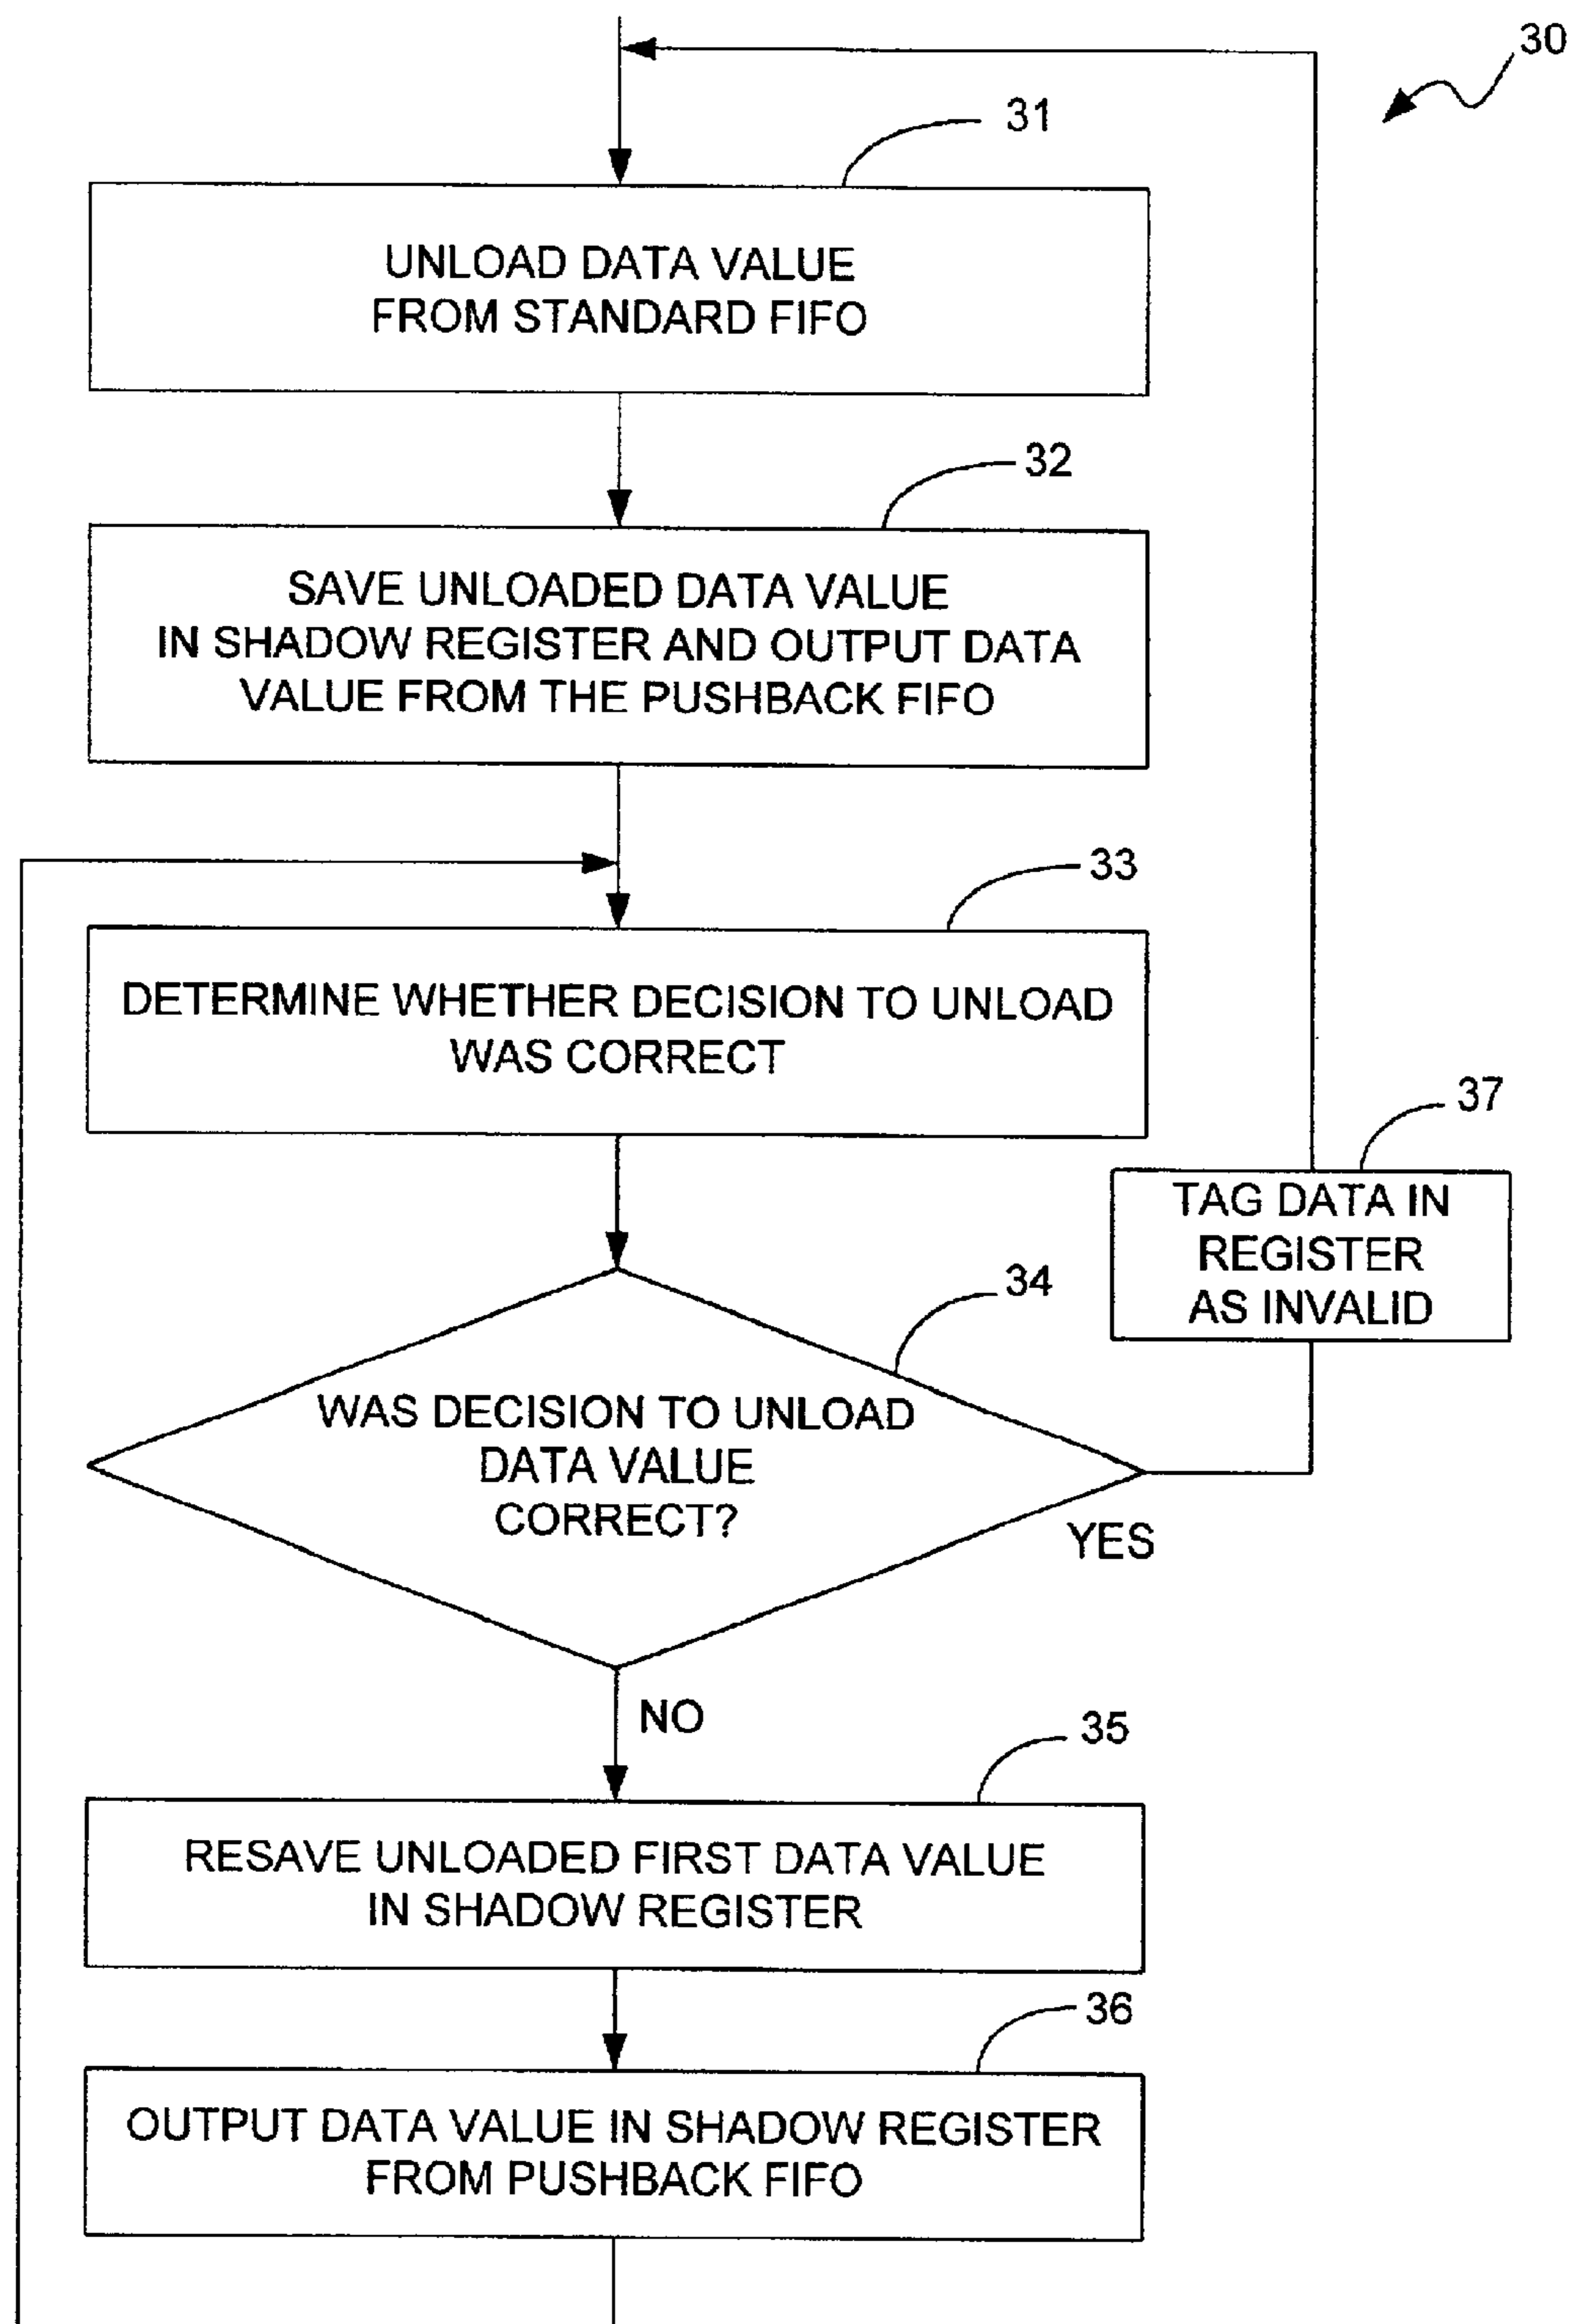 30
31
UNLOAD DATA VALUE
FROM STANDARD FIFO
32
SAVE UNLOADED DATA VALUE
IN SHADOW REGISTER AND OUTPUT DATA
VALUE FROM THE PUSHBACK FIFO
33
DETERMINE WHETHER DECISION TO UNLOAD
WAS CORRECT
37
TAG DATA IN
REGISTER
AS INVALID
34
WAS DECISION TO UNLOAD
DATA VALUE
CORRECT?
YES
NO
35
RESAVE UNLOADED FIRST DATA VALUE
IN SHADOW REGISTER
36
OUTPUT DATA VALUE IN SHADOW REGISTER
FROM PUSHBACK FIFO